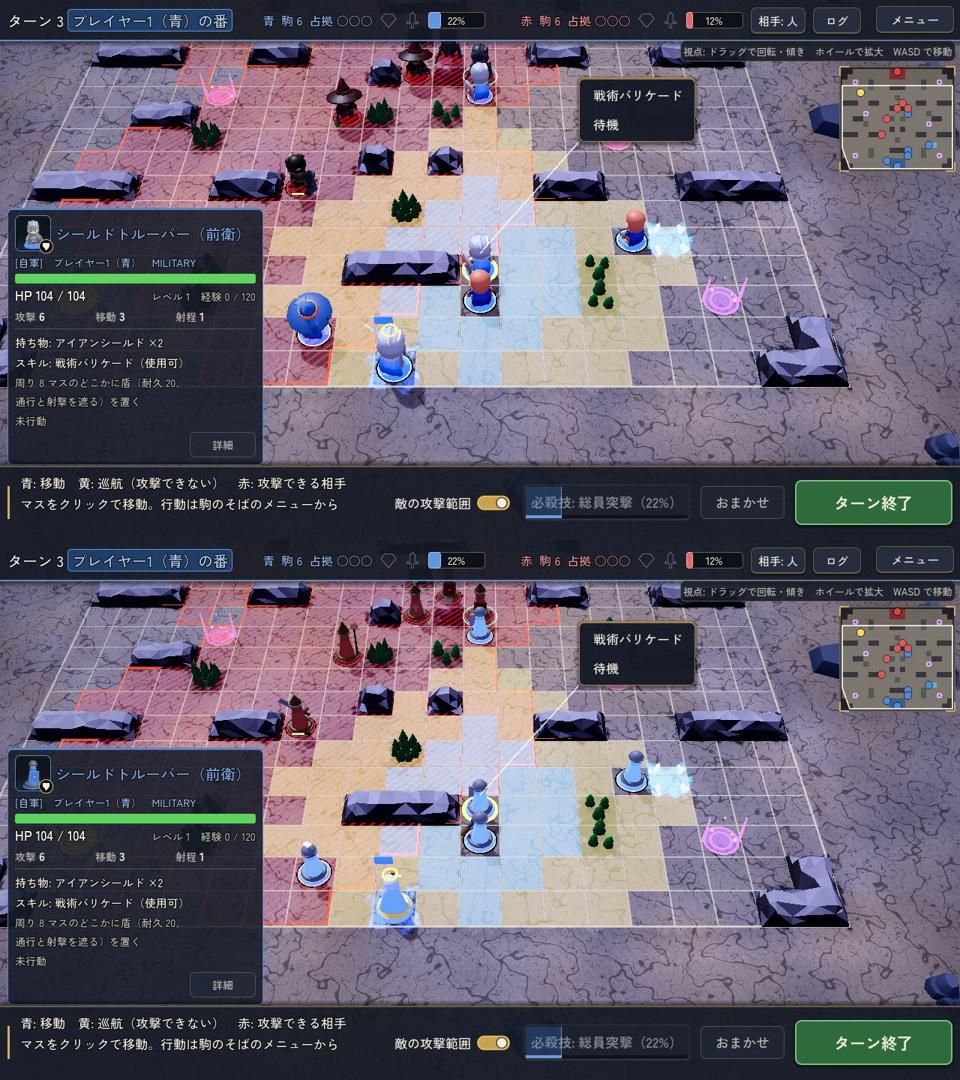 ターン 3 プレイヤー1（青）の番 青 駒 6 占拠 〇〇〇 22% 赤 駒 6 占拠 〇〇〇 12% 相手: 人 ログ メニュー
視点: ドラッグで回転・傾き ホイールで拡大 WASD で移動
戦術バリケード
待機
シールドトルーパー（前衛）
[自軍] プレイヤー1（青） MILITARY
HP 104 / 104 レベル 1 経験 0 / 120
攻撃 6 移動 3 射程 1
持ち物: アイアンシールド ×2
スキル: 戦術バリケード（使用可）
周り 8 マスのどこかに盾（耐久 20。
通行と射撃を遮る）を置く
未行動
詳細
青: 移動 黄: 巡航（攻撃できない） 赤: 攻撃できる相手
マスをクリックで移動。行動は駒のそばのメニューから
敵の攻撃範囲 必殺技: 総員突撃（22%） おまかせ ターン終了
ターン 3 プレイヤー1（青）の番 青 駒 6 占拠 〇〇〇 22% 赤 駒 6 占拠 〇〇〇 12% 相手: 人 ログ メニュー
視点: ドラッグで回転・傾き ホイールで拡大 WASD で移動
戦術バリケード
待機
シールドトルーパー（前衛）
[自軍] プレイヤー1（青） MILITARY
HP 104 / 104 レベル 1 経験 0 / 120
攻撃 6 移動 3 射程 1
持ち物: アイアンシールド ×2
スキル: 戦術バリケード（使用可）
周り 8 マスのどこかに盾（耐久 20。
通行と射撃を遮る）を置く
未行動
詳細
青: 移動 黄: 巡航（攻撃できない） 赤: 攻撃できる相手
マスをクリックで移動。行動は駒のそばのメニューから
敵の攻撃範囲 必殺技: 総員突撃（22%） おまかせ ターン終了